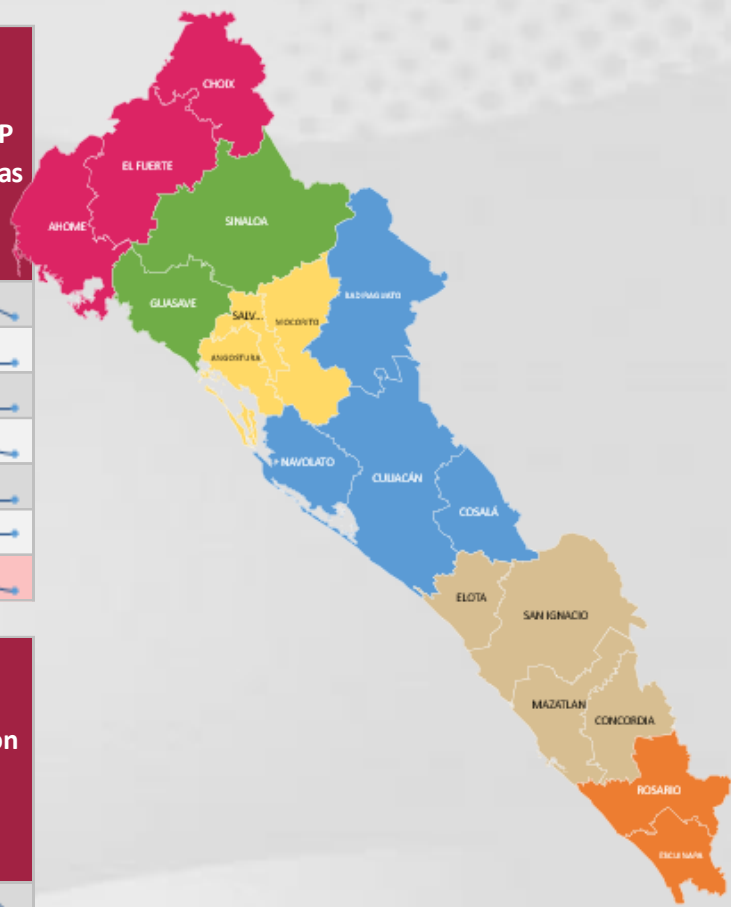 P
as
ón
CHOIX
EL FUERTE
AHOME
SINALOA
GUASAVE
SALV...
MOCORITO
BADIRAGUATO
ANGOSTURA
NAVOLATO
CULIACÁN
COSALÁ
ELOTA
SAN IGNACIO
MAZATLAN
CONCORDIA
ROSARIO
ESCUINAPA